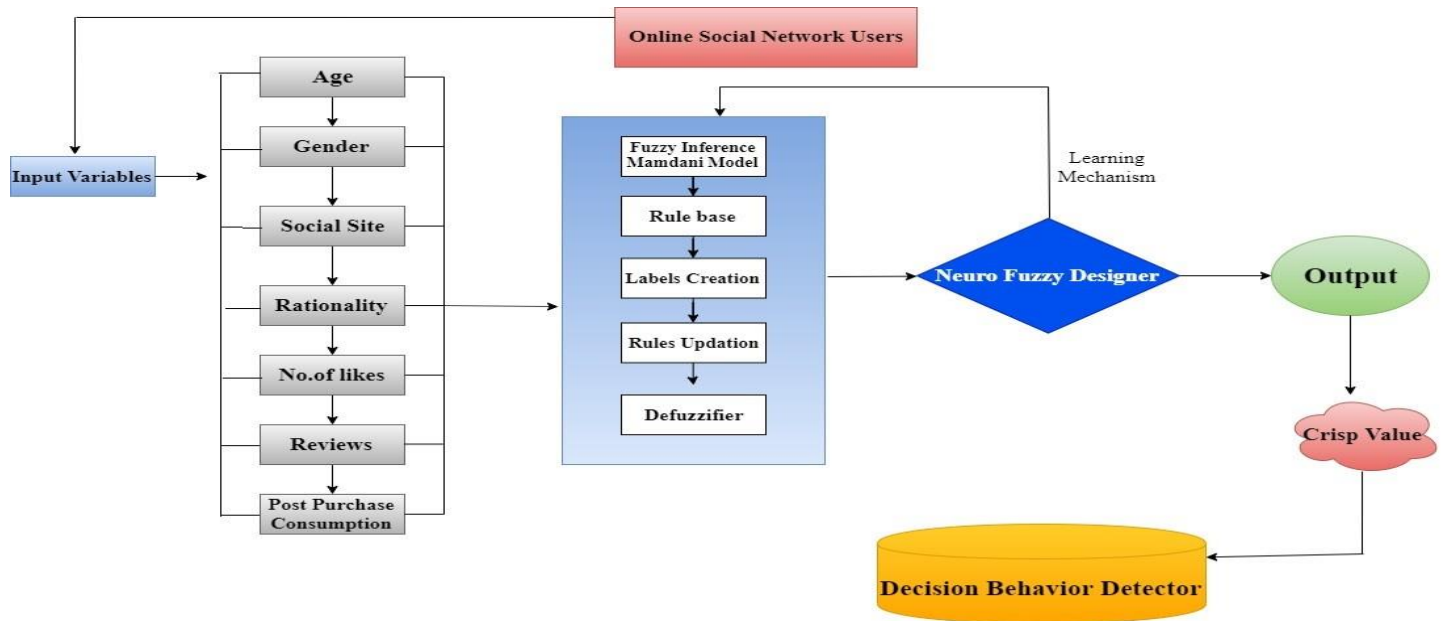 Online Social Network Users
Input Variables
Age
Gender
Social Site
Rationality
No.of likes
Reviews
Post Purchase
Consumption
Fuzzy Inference
Mamdani Model
Rule base
Labels Creation
Rules Updation
Defuzzifier
Learning
Mechanism
Neuro Fuzzy Designer
Output
Crisp Value
Decision Behavior Detector